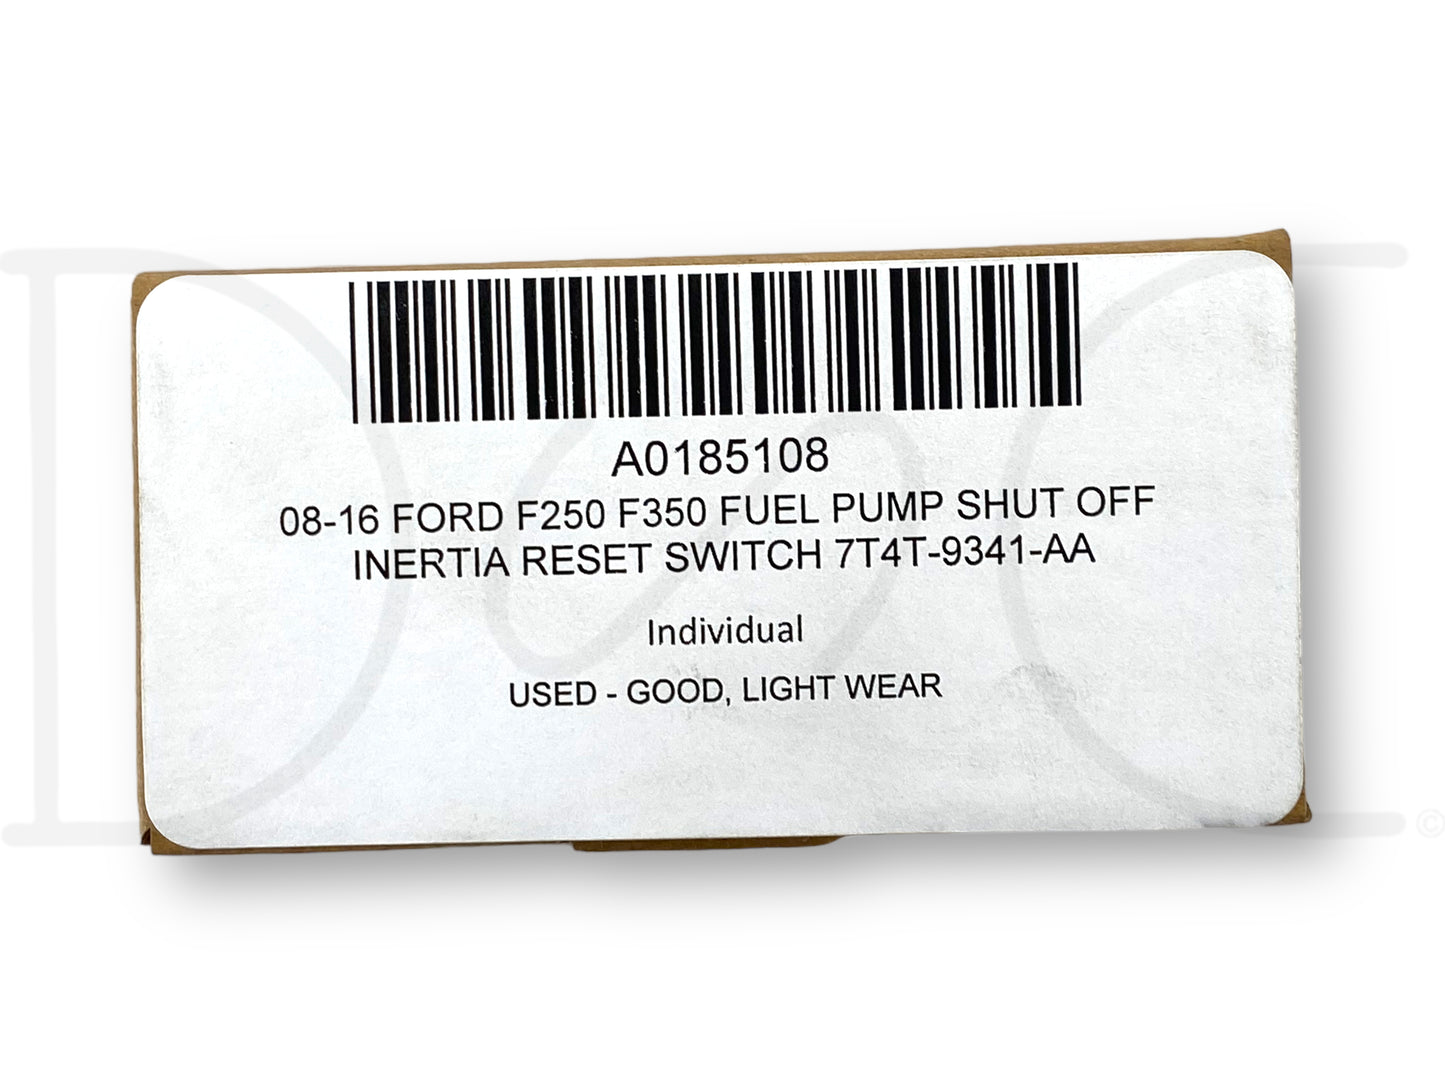 A0185108
08-16 FORD F250 F350 FUEL PUMP SHUT OFF
INERTIA RESET SWITCH 7T4T-9341-AA
Individual
USED - GOOD, LIGHT WEAR
©